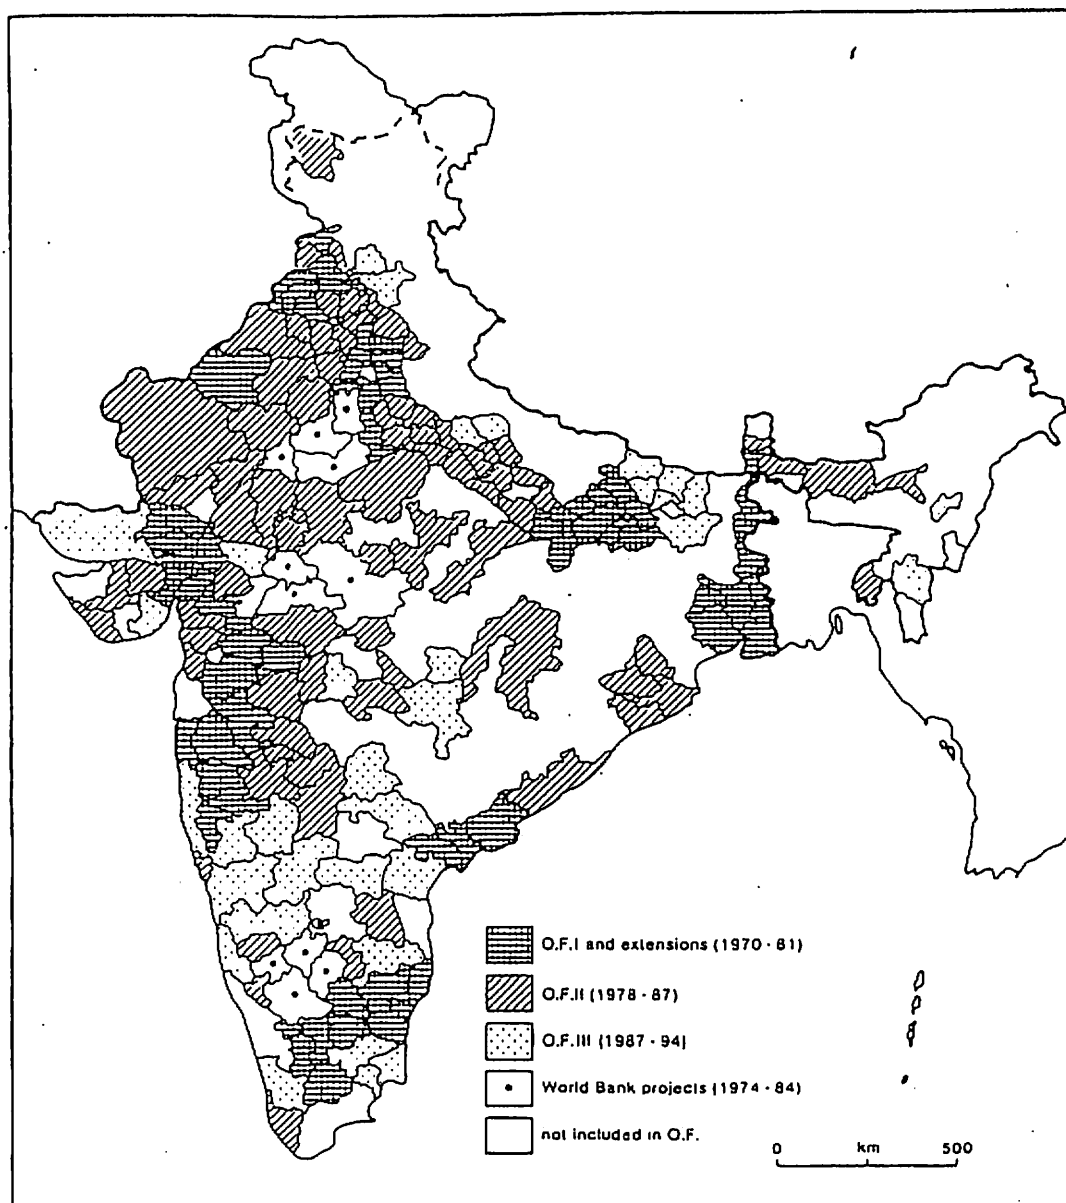 O.F.I and extensions (1970 - 81)
O.F.II (1978 - 87)
O.F.III (1987 - 94)
World Bank projects (1974 - 84)
not included in O.F.
0 km 500